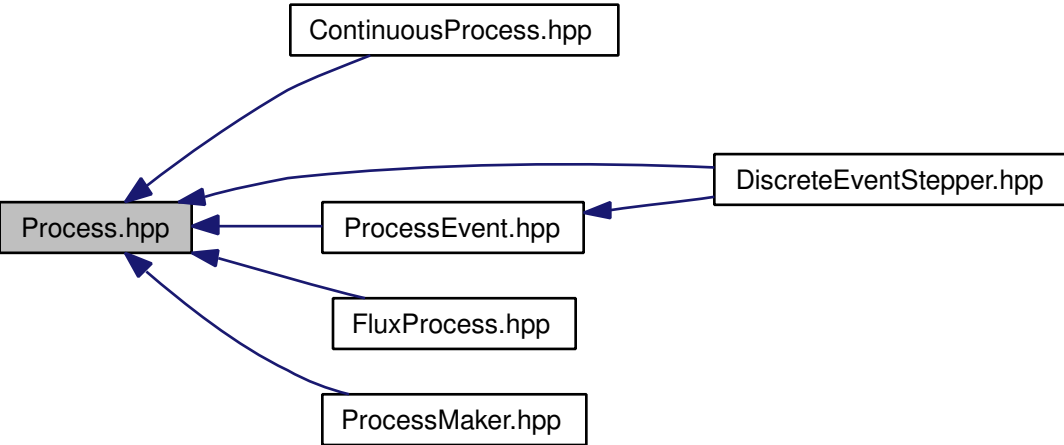 ContinuousProcess.hpp
DiscreteEventStepper.hpp
Process.hpp
ProcessEvent.hpp
FluxProcess.hpp
ProcessMaker.hpp